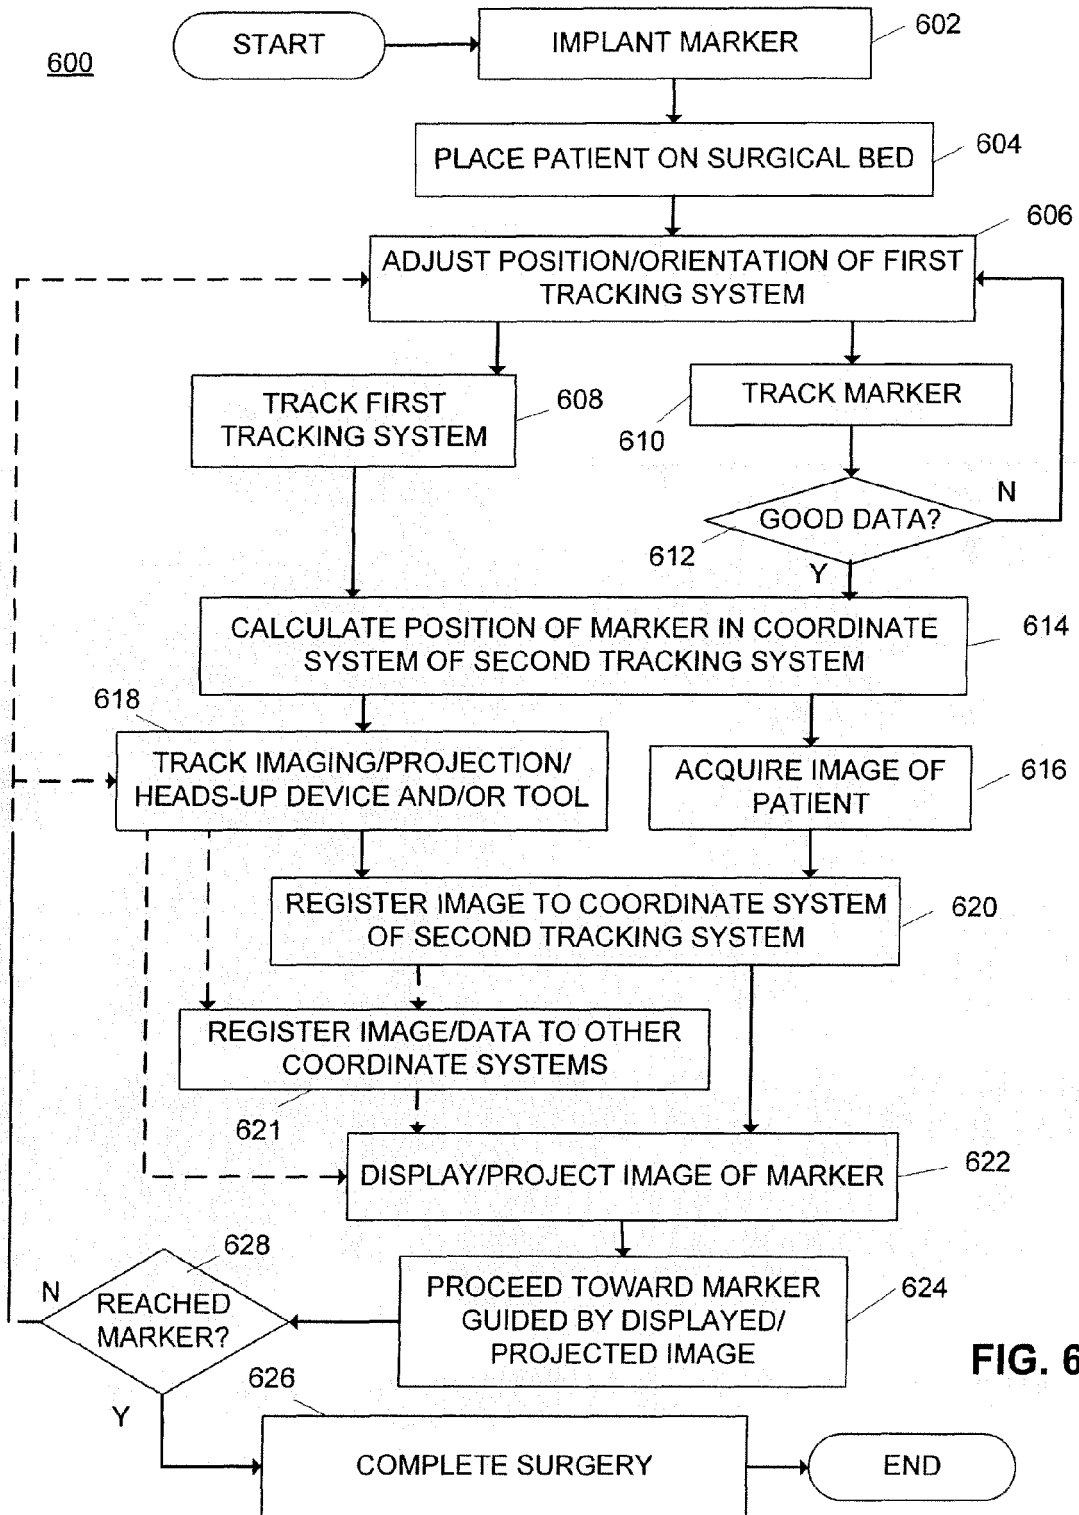 START
IMPLANT MARKER
602
600
PLACE PATIENT ON SURGICAL BED
604
606
ADJUST POSITION/ORIENTATION OF FIRST
TRACKING SYSTEM
TRACK FIRST
TRACKING SYSTEM
608
TRACK MARKER
610
GOOD DATA?
N
612
Y
CALCULATE POSITION OF MARKER IN COORDINATE
SYSTEM OF SECOND TRACKING SYSTEM
614
618
TRACK IMAGING/PROJECTION/
HEADS-UP DEVICE AND/OR TOOL
ACQUIRE IMAGE OF
PATIENT
616
REGISTER IMAGE TO COORDINATE SYSTEM
OF SECOND TRACKING SYSTEM
620
REGISTER IMAGE/DATA TO OTHER
COORDINATE SYSTEMS
621
DISPLAY/PROJECT IMAGE OF MARKER
622
628
N
REACHED
MARKER?
Y
PROCEED TOWARD MARKER
GUIDED BY DISPLAYED/
PROJECTED IMAGE
624
FIG. 6
626
COMPLETE SURGERY
END